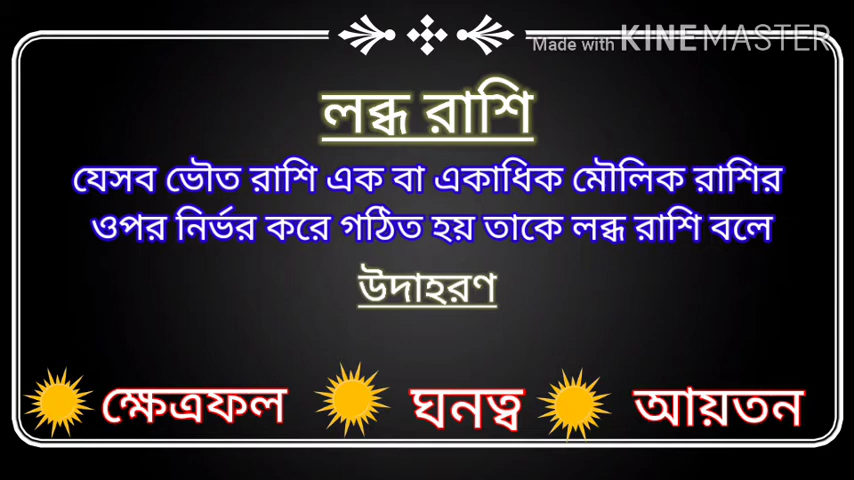 Made with KINEMASTER
লব্ধ রাশি
যেসব ভৌত রাশি এক বা একাধিক মৌলিক রাশির
ওপর নির্ভর করে গঠিত হয় তাকে লব্ধ রাশি বলে
উদাহরণ
ক্ষেত্রফল ঘনত্ব আয়তন